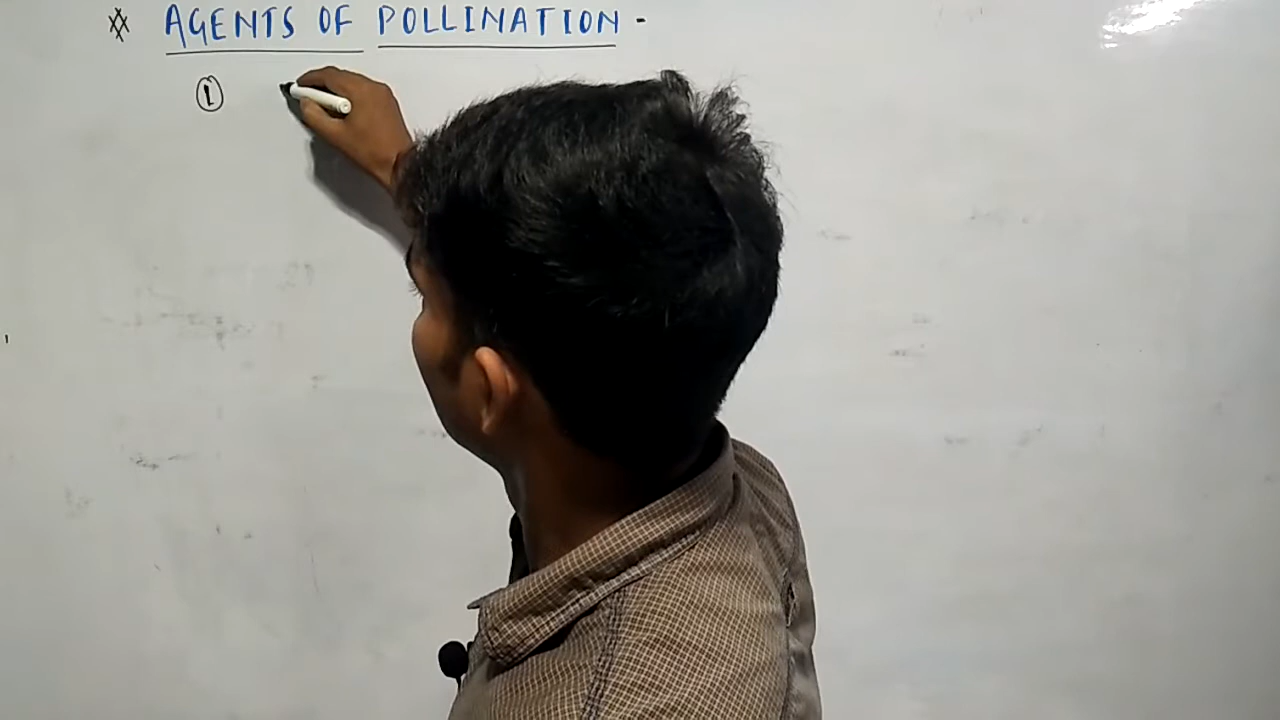 ※ AGENTS OF POLLINATION -
①